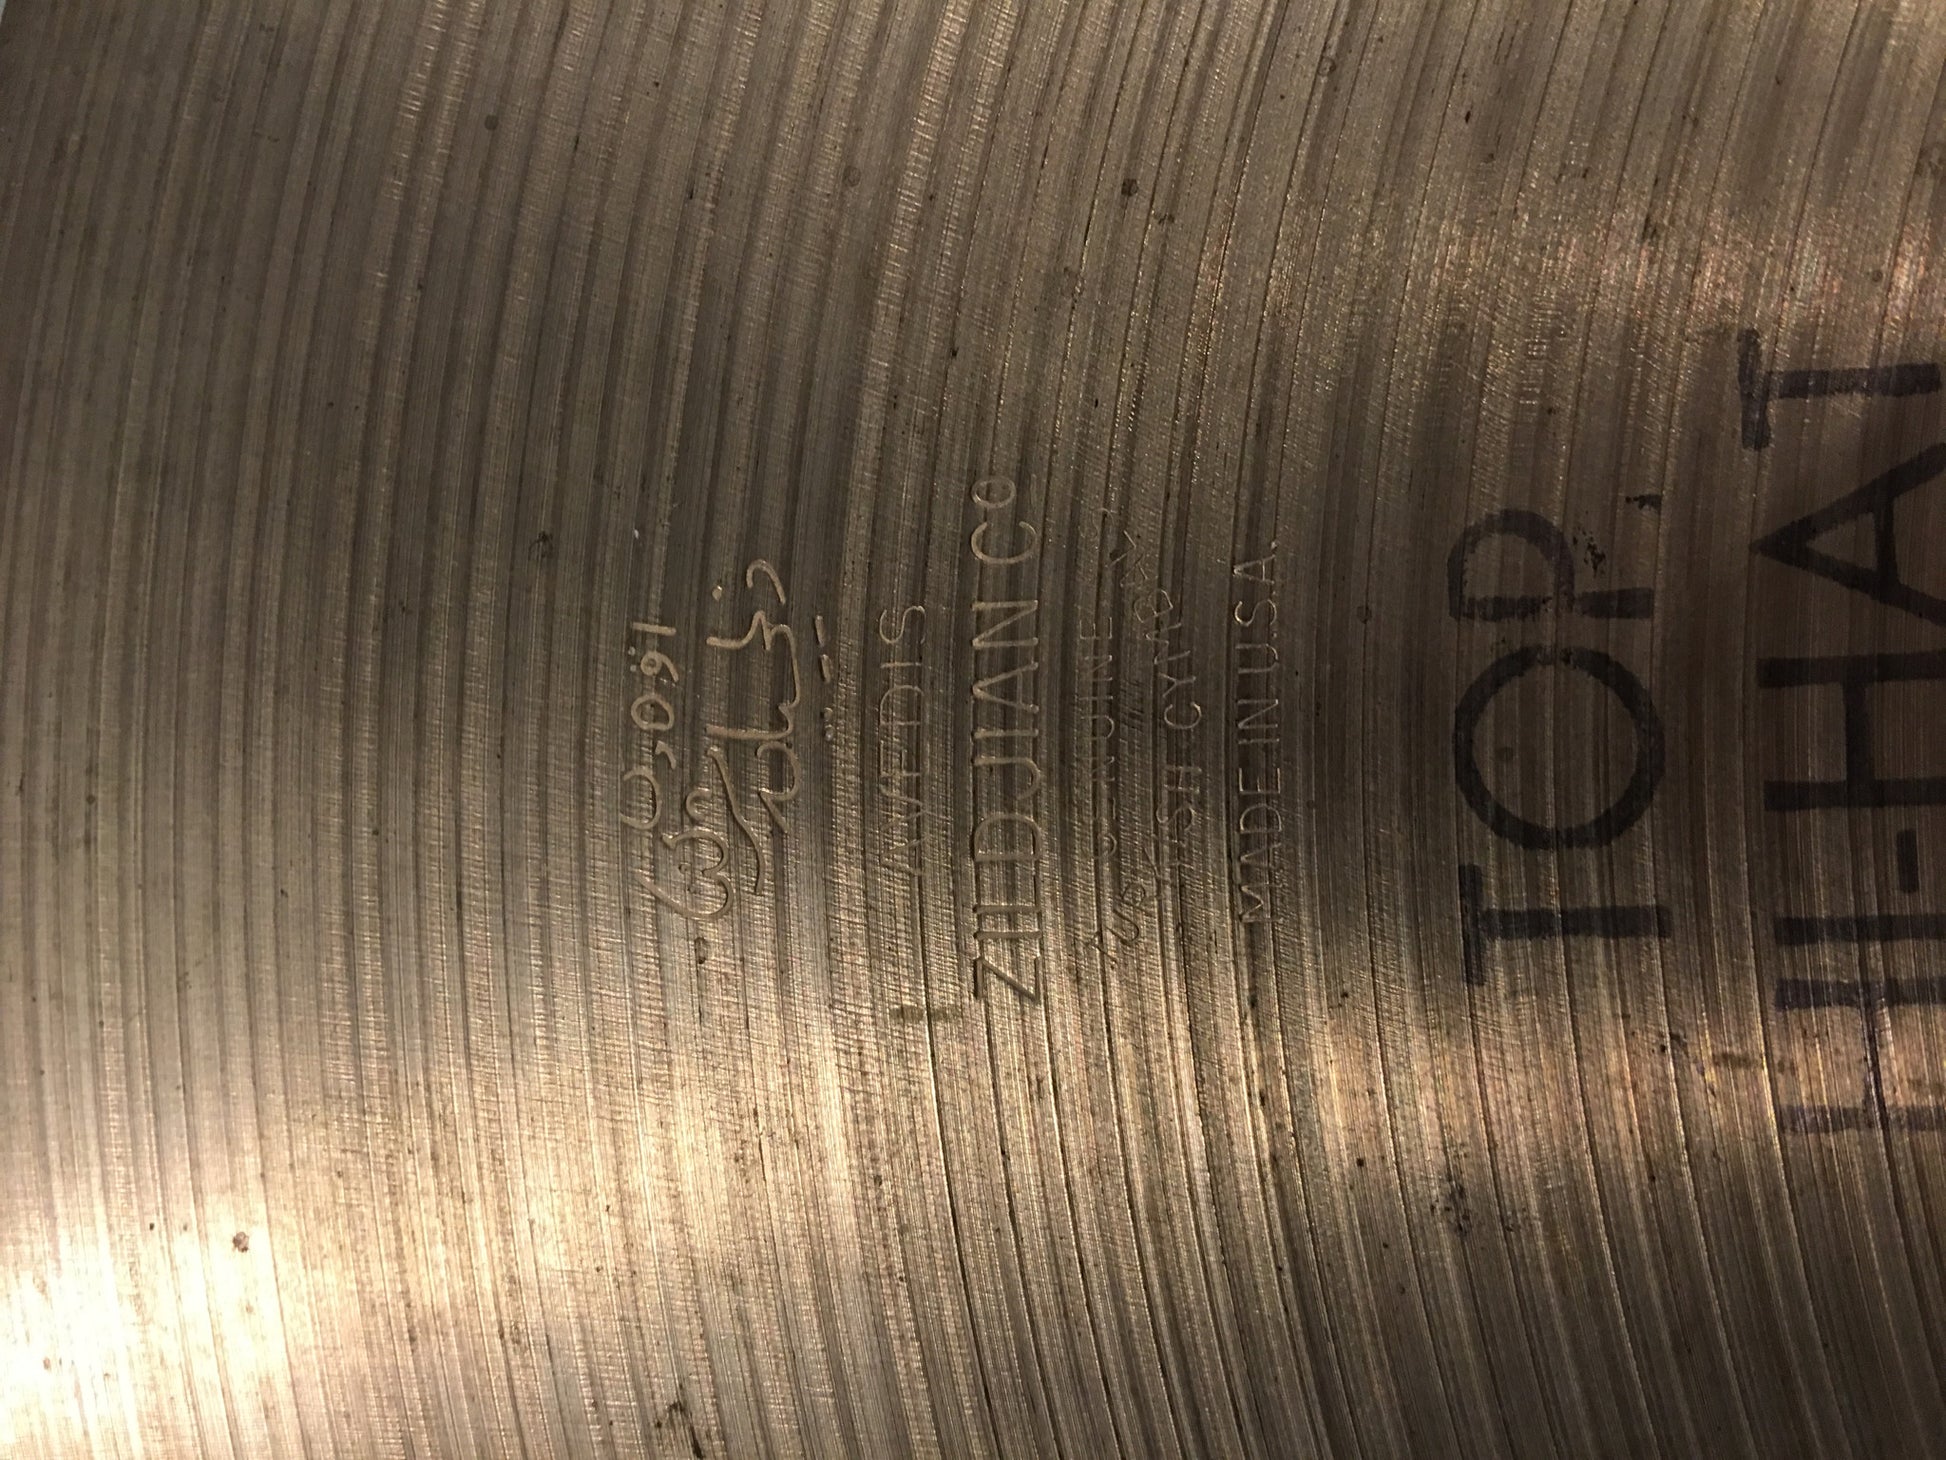 AVEDIS
ZILDJIAN CO
GENUINE
TURKISH CYMBALS
MADE IN U.S.A.
TOP
HI-HAT